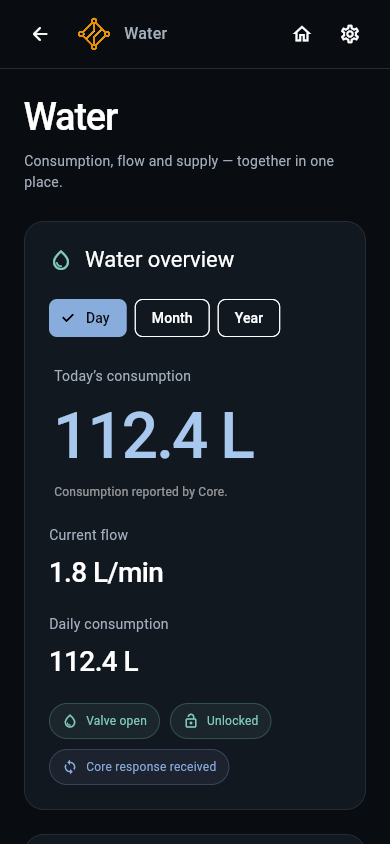 Water
Water
Consumption, flow and supply — together in one
place.
Water overview
Day
Month
Year
Today's consumption
112.4 L
Consumption reported by Core.
Current flow
1.8 L/min
Daily consumption
112.4 L
Valve open
Unlocked
Core response received